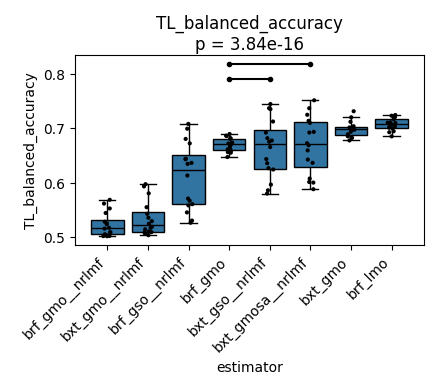 TL_balanced_accuracy
p = 3.84e-16
TL_balanced_accuracy
0.8
0.7
0.6
0.5
brf_gmo__nrlmf
bxt_gmo__nrlmf
brf_gso__nrlmf
brf_gmo
bxt_gso__nrlmf
bxt_gmosa__nrlmf
bxt_gmo
brf_lmo
estimator